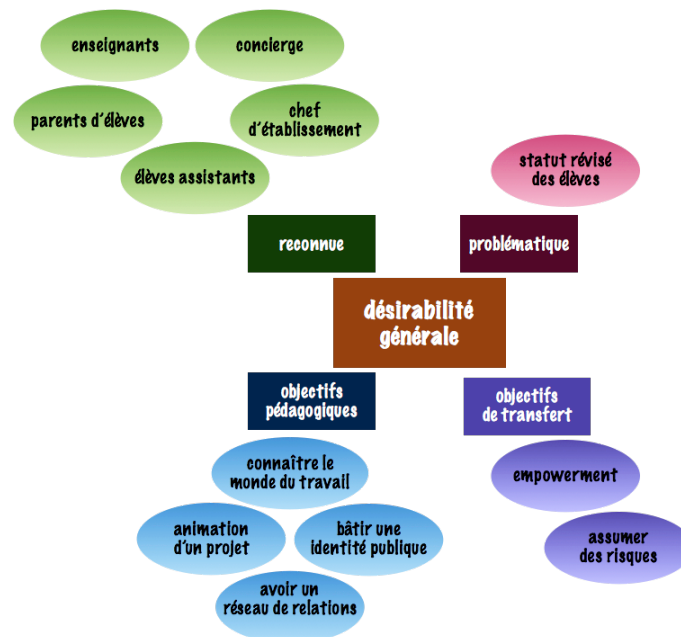 enseignants
concierge
parents d'élèves
chef
d'établissement
élèves assistants
statut révisé
des élèves
reconnue
problématique
désirabilité
générale
objectifs
pédagogiques
objectifs
de transfert
connaître le
monde du travail
empowerment
animation
d'un projet
bâtir une
identité publique
assumer
des risques
avoir un
réseau de relations